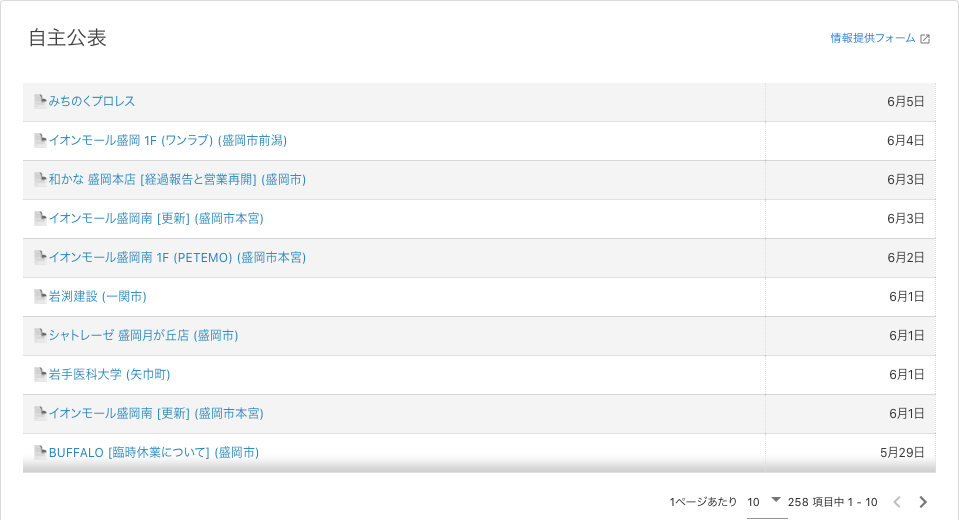 自主公表
情報提供フォーム
みちのくプロレス 6月5日
イオンモール盛岡 1F (ワンラブ) (盛岡市前潟) 6月4日
和かな 盛岡本店 [経過報告と営業再開] (盛岡市) 6月3日
イオンモール盛岡南 [更新] (盛岡市本宮) 6月3日
イオンモール盛岡南 1F (PETEMO) (盛岡市本宮) 6月2日
岩渕建設 (一関市) 6月1日
シャトレーゼ 盛岡月が丘店 (盛岡市) 6月1日
岩手医科大学 (矢巾町) 6月1日
イオンモール盛岡南 [更新] (盛岡市本宮) 6月1日
BUFFALO [臨時休業について] (盛岡市) 5月29日
1ページあたり 10 258 項目中 1 - 10